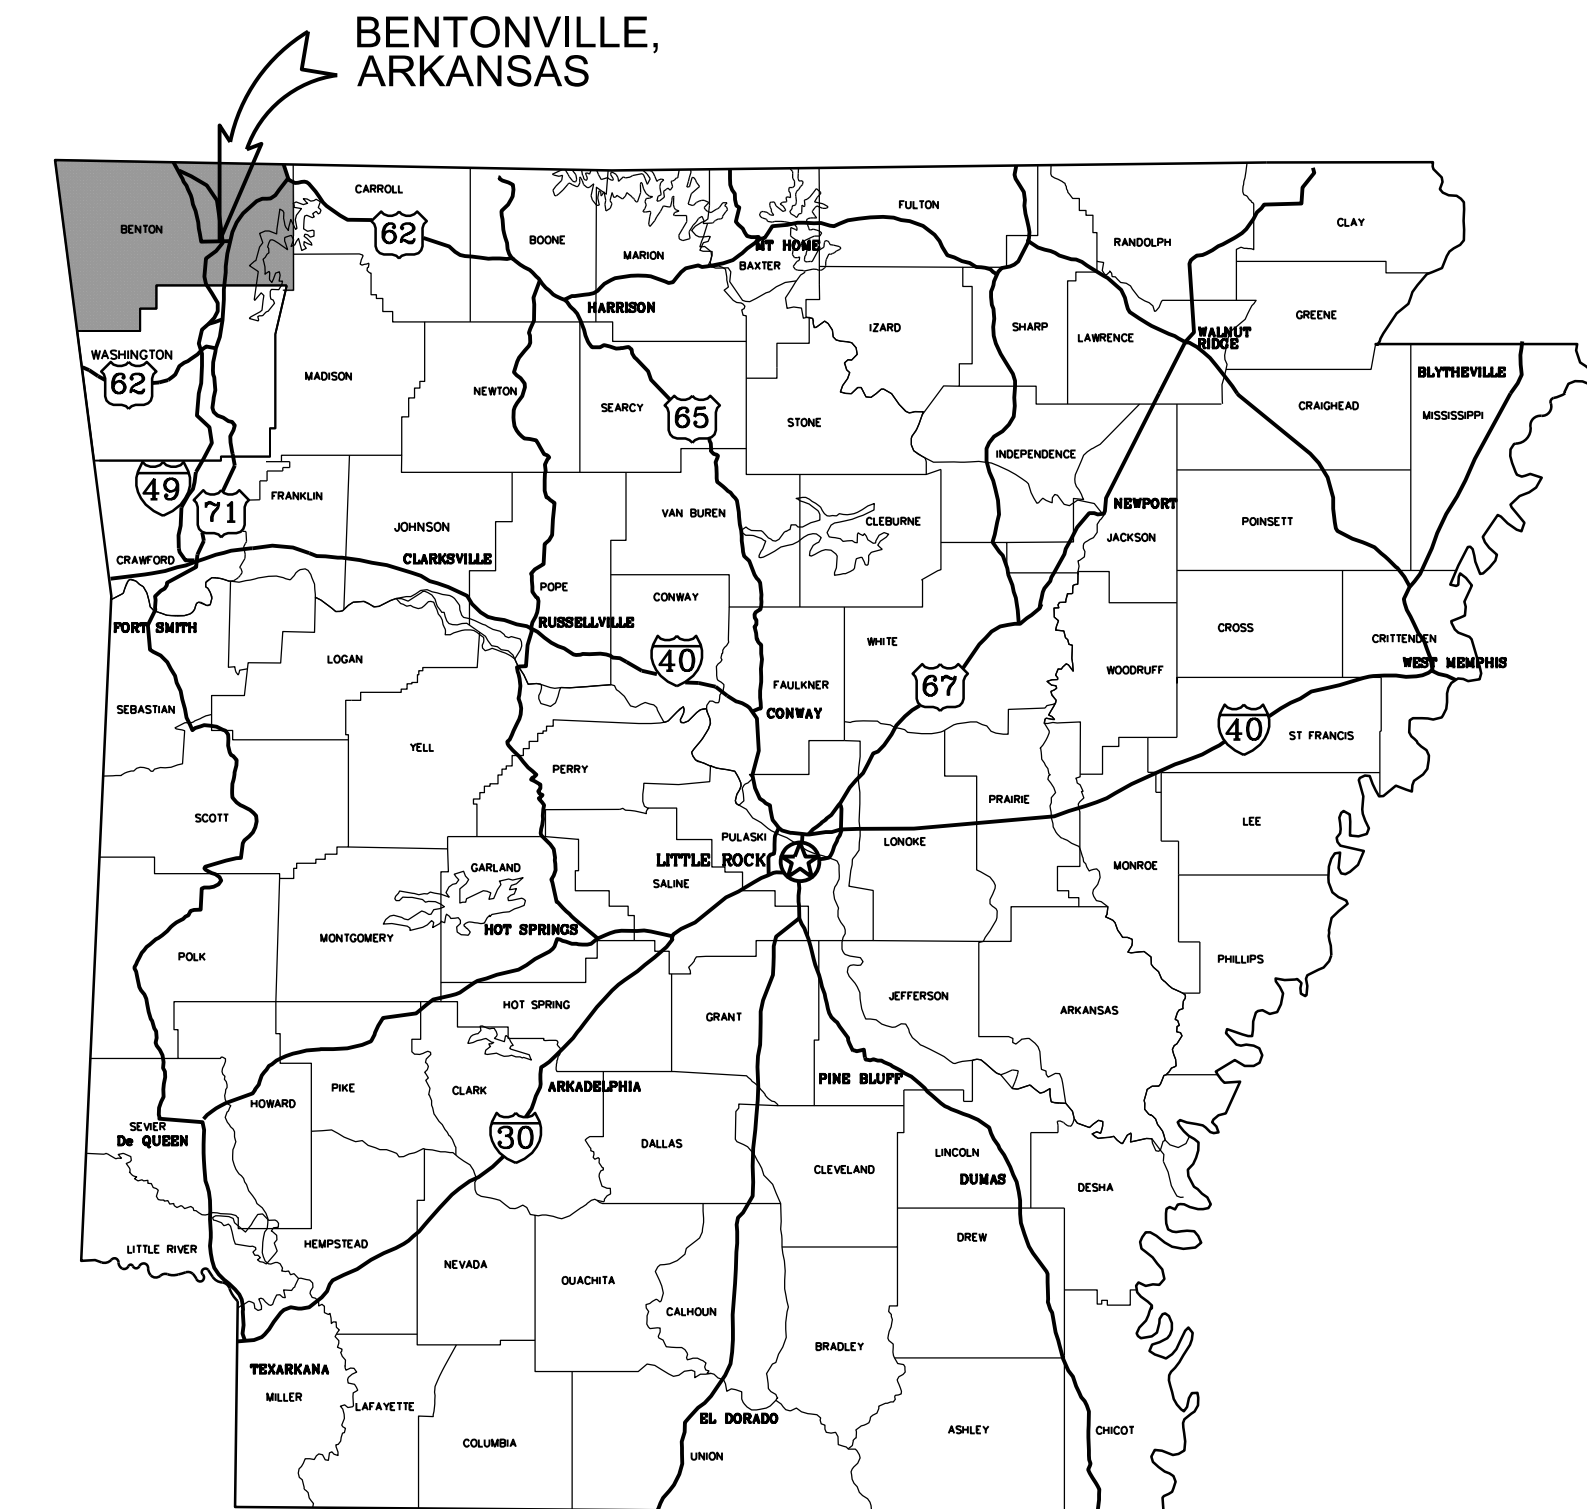 BENTONVILLE,
ARKANSAS
CARROLL
FULTON
BENTON
62
BOONE
MARION
MT HOME
BAXTER
RANDOLPH
CLAY
HARRISON
IZARD
SHARP
LAWRENCE
WALNUT
RIDGE
GREENE
WASHINGTON
62
MADISON
NEWTON
SEARCY
65
STONE
BLYTHEVILLE
CRAIGHEAD
MISSISSIPPI
INDEPENDENCE
49
71
FRANKLIN
JOHNSON
VAN BUREN
CLEBURNE
NEWPORT
JACKSON
POINSETT
CRAWFORD
CLARKSVILLE
POPE
CONWAY
FORT SMITH
RUSSELLVILLE
WHITE
CROSS
CRITTENDEN
LOGAN
40
WEST MEMPHIS
WOODRUFF
FAULKNER
67
SEBASTIAN
CONWAY
40
ST FRANCIS
YELL
PERRY
PRAIRIE
SCOTT
LEE
PULASKI
LONOKE
LITTLE ROCK
GARLAND
SALINE
MONROE
HOT SPRINGS
MONTGOMERY
POLK
PHILLIPS
HOT SPRING
JEFFERSON
GRANT
ARKANSAS
PIKE
CLARK
ARKADELPHIA
PINE BLUFF
HOWARD
SEVIER
De QUEEN
30
DALLAS
LINCOLN
CLEVELAND
DUMAS
DESHA
LITTLE RIVER
HEMPSTEAD
DREW
NEVADA
OUACHITA
CALHOUN
BRADLEY
TEXARKANA
MILLER
LAFAYETTE
EL DORADO
ASHLEY
CHICOT
COLUMBIA
UNION